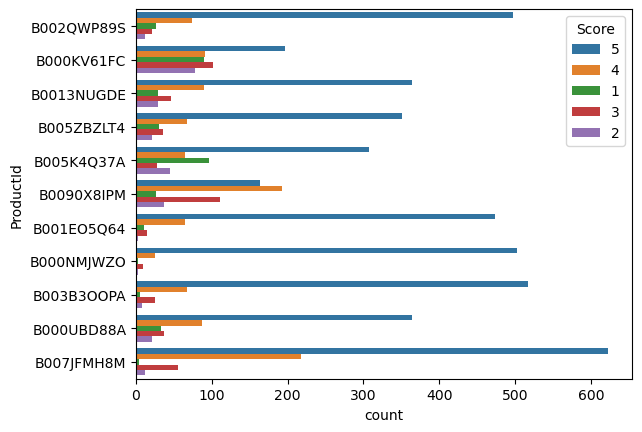 B002QWP89S
B000KV61FC
B0013NUGDE
B005ZBZLT4
B005K4Q37A
B0090X8IPM
B001EO5Q64
B000NMJWZO
B003B3OOPA
B000UBD88A
B007JFMH8M
ProductId
0 100 200 300 400 500 600
count
Score
5
4
1
3
2